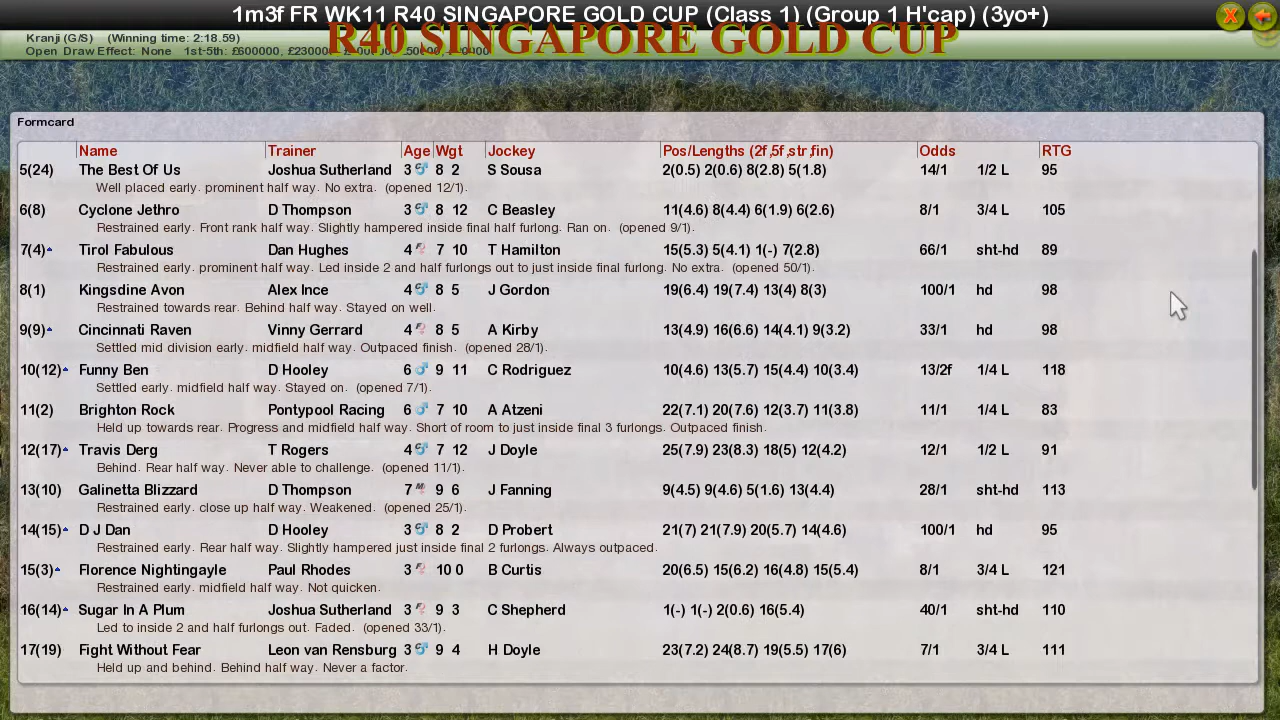 1m3f FR WK11 R40 SINGAPORE GOLD CUP (Class 1) (Group 1 H'cap) (3yo+)
R40 SINGAPORE GOLD CUP
Kranji (G/S) (Winning time: 2:18.59)
Open Draw Effect: None 1st-5th: £600000,
Formcard
Name Trainer Age Wgt Jockey Pos/Lengths (2f,5f,str,fin) Odds RTG
5(24) The Best Of Us Joshua Sutherland 3 8 2 S Sousa 2(0.5) 2(0.6) 8(2.8) 5(1.8) 14/1 1/2 L 95
Well placed early. prominent half way. No extra. (opened 12/1).
6(8) Cyclone Jethro D Thompson 3 8 12 C Beasley 11(4.6) 8(4.4) 6(1.9) 6(2.6) 8/1 3/4 L 105
Restrained early. Front rank half way. Slightly hampered inside final half furlong. Ran on. (opened 9/1).
7(4) Tirol Fabulous Dan Hughes 4 7 10 T Hamilton 15(5.3) 5(4.1) 1(-) 7(2.8) 66/1 sht-hd 89
Restrained early. prominent half way. Led inside 2 and half furlongs out to just inside final furlong. No extra. (opened 50/1).
8(1) Kingsdine Avon Alex Ince 4 8 5 J Gordon 19(6.4) 19(7.4) 13(4) 8(3) 100/1 hd 98
Restrained towards rear. Behind half way. Stayed on well.
9(9) Cincinnati Raven Vinny Gerrard 4 8 5 A Kirby 13(4.9) 16(6.6) 14(4.1) 9(3.2) 33/1 hd 98
Settled mid division early. midfield half way. Outpaced finish. (opened 28/1).
10(12) Funny Ben D Hooley 6 9 11 C Rodriguez 10(4.6) 13(5.7) 15(4.4) 10(3.4) 13/2f 1/4 L 118
Settled early. midfield half way. Stayed on. (opened 7/1).
11(2) Brighton Rock Pontypool Racing 6 7 10 A Atzeni 22(7.1) 20(7.6) 12(3.7) 11(3.8) 11/1 1/4 L 83
Held up towards rear. Progress and midfield half way. Short of room to just inside final 3 furlongs. Outpaced finish.
12(17) Travis Derg T Rogers 4 7 12 J Doyle 25(7.9) 23(8.3) 18(5) 12(4.2) 12/1 1/2 L 91
Behind. Rear half way. Never able to challenge. (opened 11/1).
13(10) Galinetta Blizzard D Thompson 7 9 6 J Fanning 9(4.5) 9(4.6) 5(1.6) 13(4.4) 28/1 sht-hd 113
Restrained early. close up half way. Weakened. (opened 25/1).
14(15) D J Dan D Hooley 3 8 2 D Probert 21(7) 21(7.9) 20(5.7) 14(4.6) 100/1 hd 95
Restrained early. Rear half way. Slightly hampered just inside final 2 furlongs. Always outpaced.
15(3) Florence Nightingayle Paul Rhodes 3 10 0 B Curtis 20(6.5) 15(6.2) 16(4.8) 15(5.4) 8/1 3/4 L 121
Restrained early. midfield half way. Not quicken.
16(14) Sugar In A Plum Joshua Sutherland 3 9 3 C Shepherd 1(-) 1(-) 2(0.6) 16(5.4) 40/1 sht-hd 110
Led to inside 2 and half furlongs out. Faded. (opened 33/1).
17(19) Fight Without Fear Leon van Rensburg 3 9 4 H Doyle 23(7.2) 24(8.7) 19(5.5) 17(6) 7/1 3/4 L 111
Held up and behind. Behind half way. Never a factor.